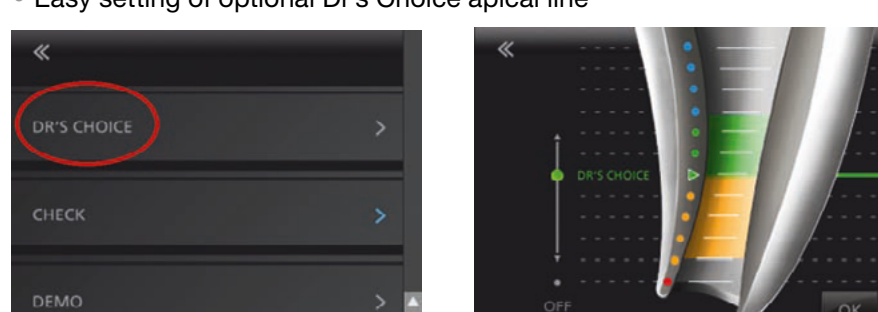 Easy setting of optional Dr's Choice apical line
DR'S CHOICE
CHECK
DEMO
DR'S CHOICE
OFF
OK